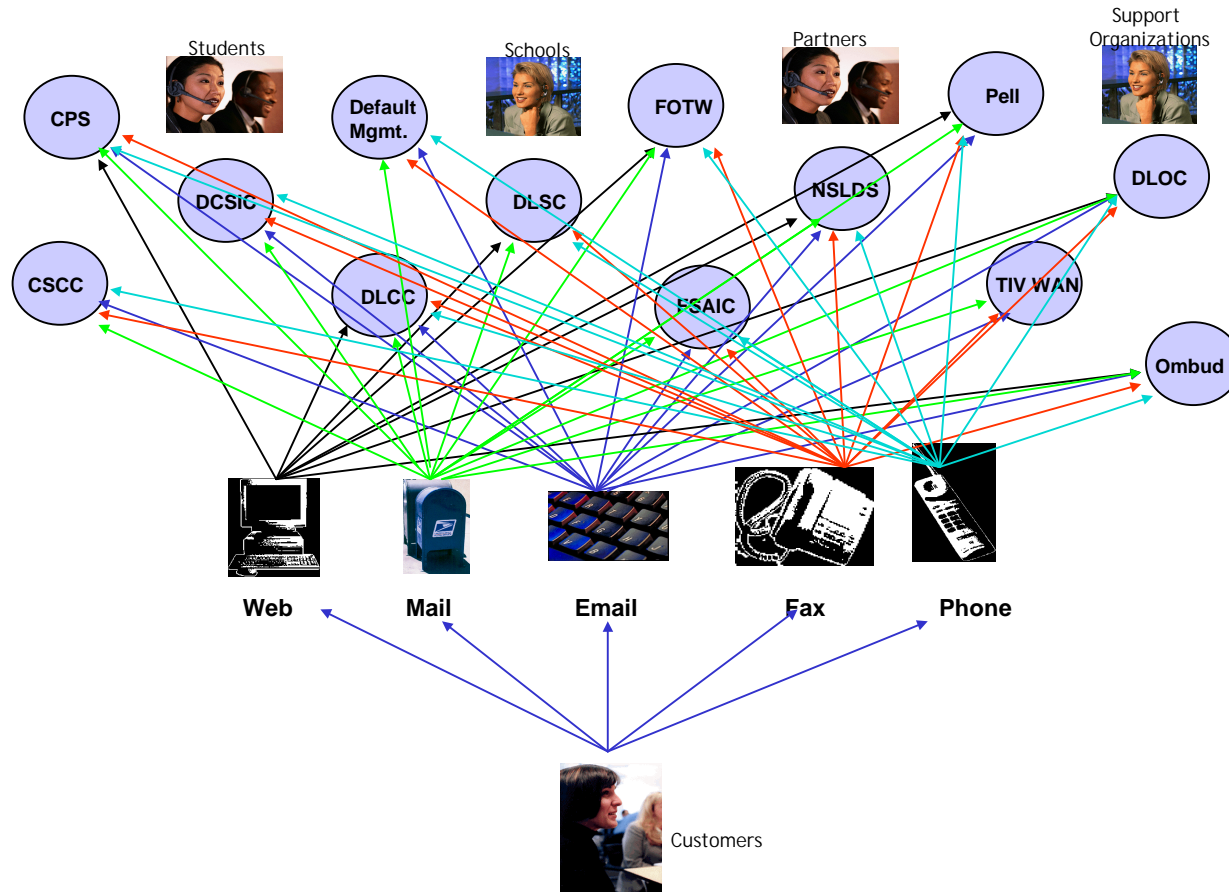 Students
Schools
Partners
Support
Organizations
CPS
Default
Mgmt.
FOTW
Pell
DCSIC
DLSC
NSLDS
DLOC
CSCC
DLCC
FSAIC
TIV WAN
Ombud
Web
Mail
Email
Fax
Phone
Customers